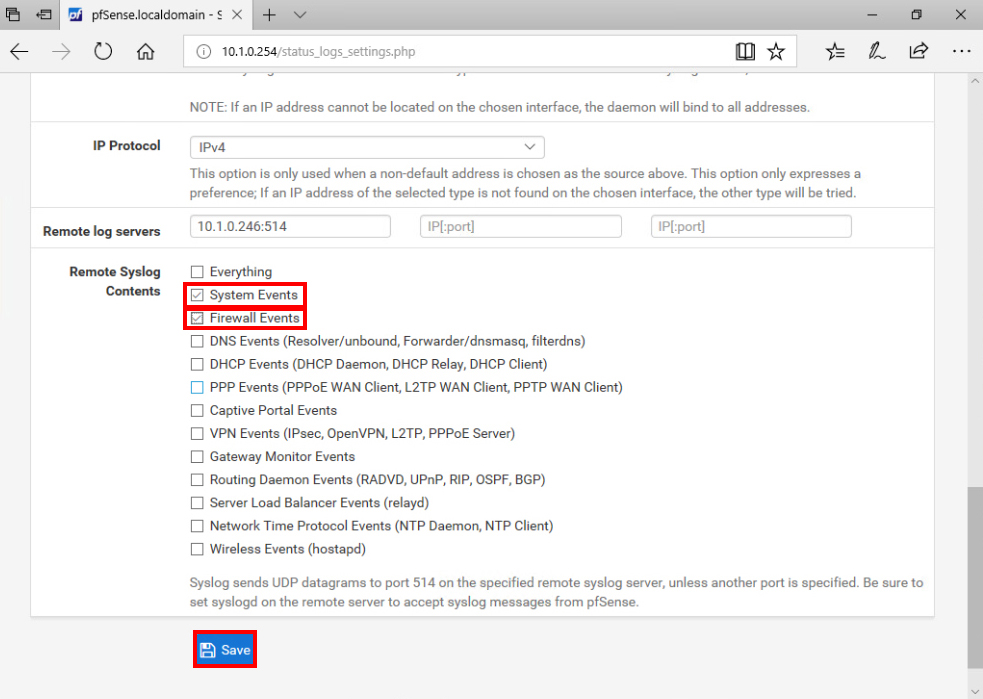 pfSense.localdomain - S
10.1.0.254/status_logs_settings.php
NOTE: If an IP address cannot be located on the chosen interface, the daemon will bind to all addresses.
IP Protocol
IPv4
This option is only used when a non-default address is chosen as the source above. This option only expresses a
preference; If an IP address of the selected type is not found on the chosen interface, the other type will be tried.
Remote log servers
10.1.0.246:514
IP[:port]
IP[:port]
Remote Syslog
Contents
Everything
System Events
Firewall Events
DNS Events (Resolver/unbound, Forwarder/dnsmasq, filterdns)
DHCP Events (DHCP Daemon, DHCP Relay, DHCP Client)
PPP Events (PPPoE WAN Client, L2TP WAN Client, PPTP WAN Client)
Captive Portal Events
VPN Events (IPsec, OpenVPN, L2TP, PPPoE Server)
Gateway Monitor Events
Routing Daemon Events (RADVD, UPnP, RIP, OSPF, BGP)
Server Load Balancer Events (relayd)
Network Time Protocol Events (NTP Daemon, NTP Client)
Wireless Events (hostapd)
Syslog sends UDP datagrams to port 514 on the specified remote syslog server, unless another port is specified. Be sure to
set syslogd on the remote server to accept syslog messages from pfSense.
Save